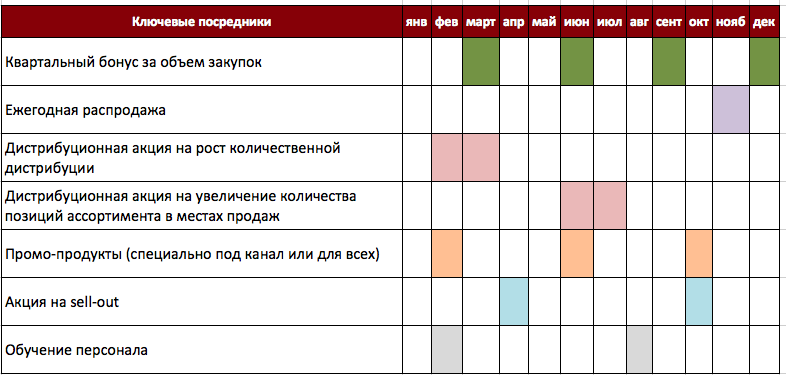 Ключевые посредники янв фев март апр май июн июл авг сент окт нояб дек
Квартальный бонус за объем закупок
Ежегодная распродажа
Дистрибуционная акция на рост количественной
дистрибуции
Дистрибуционная акция на увеличение количества
позиций ассортимента в местах продаж
Промо-продукты (специально под канал или для всех)
Акция на sell-out
Обучение персонала